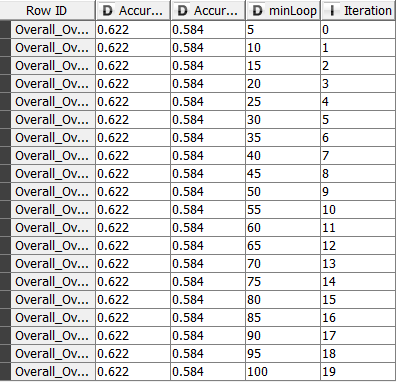 Row ID D Accur... D Accur... D minLoop I Iteration
Overall_Ov... 0.622 0.584 5 0
Overall_Ov... 0.622 0.584 10 1
Overall_Ov... 0.622 0.584 15 2
Overall_Ov... 0.622 0.584 20 3
Overall_Ov... 0.622 0.584 25 4
Overall_Ov... 0.622 0.584 30 5
Overall_Ov... 0.622 0.584 35 6
Overall_Ov... 0.622 0.584 40 7
Overall_Ov... 0.622 0.584 45 8
Overall_Ov... 0.622 0.584 50 9
Overall_Ov... 0.622 0.584 55 10
Overall_Ov... 0.622 0.584 60 11
Overall_Ov... 0.622 0.584 65 12
Overall_Ov... 0.622 0.584 70 13
Overall_Ov... 0.622 0.584 75 14
Overall_Ov... 0.622 0.584 80 15
Overall_Ov... 0.622 0.584 85 16
Overall_Ov... 0.622 0.584 90 17
Overall_Ov... 0.622 0.584 95 18
Overall_Ov... 0.622 0.584 100 19